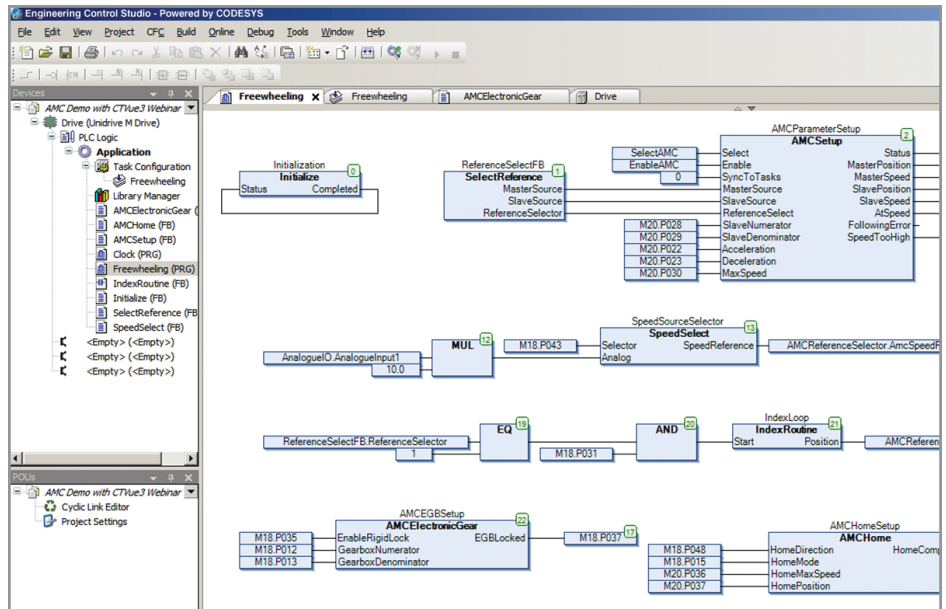 Engineering Control Studio - Powered by CODESYS
File Edit View Project CFC Build Online Debug Tools Window Help
Devices
AMC Demo with CTVue3 Webinar
Drive (Unidrive M Drive)
PLC Logic
Application
Task Configuration
Freewheeling
Library Manager
AMCElectronicGear (
AMCHome (FB)
AMCSetup (FB)
Clock (PRG)
Freewheeling (PRG)
IndexRoutine (FB)
Initialize (FB)
SelectReference (FB
SpeedSelect (FB)
<Empty> (<Empty>)
<Empty> (<Empty>)
<Empty> (<Empty>)
POUs
AMC Demo with CTVue3 Webinar
Cyclic Link Editor
Project Settings
Freewheeling X Freewheeling AMCElectronicGear Drive
Initialization
0
Initialize
Status Completed
ReferenceSelectFB
1
SelectReference
MasterSource
SlaveSource
ReferenceSelector
AMCParameterSetup
2
AMCSetup
SelectAMC Select Status
EnableAMC Enable MasterPosition
0 SyncToTasks MasterSpeed
MasterSource SlavePosition
SlaveSource SlaveSpeed
ReferenceSelect AtSpeed
M20.P028 SlaveNumerator FollowingError
M20.P029 SlaveDenominator SpeedTooHigh
M20.P022 Acceleration
M20.P023 Deceleration
M20.P030 MaxSpeed
MUL 12
AnalogueIO.AnalogueInput1
10.0
SpeedSourceSelector
13
SpeedSelect
M18.P043 Selector SpeedReference AMCReferenceSelector.AmcSpeedR
Analog
EQ 19
ReferenceSelectFB.ReferenceSelector
1
AND 20
M18.P031
IndexLoop
21
IndexRoutine
Start Position AMCReferen
AMCEGBSetup
22
AMCElectronicGear
M18.P035 EnableRigidLock EGBLocked M18.P037 17
M18.P012 GearboxNumerator
M18.P013 GearboxDenominator
AMCHomeSetup
AMCHome
M18.P048 HomeDirection HomeComp
M18.P015 HomeMode
M20.P036 HomeMaxSpeed
M20.P037 HomePosition